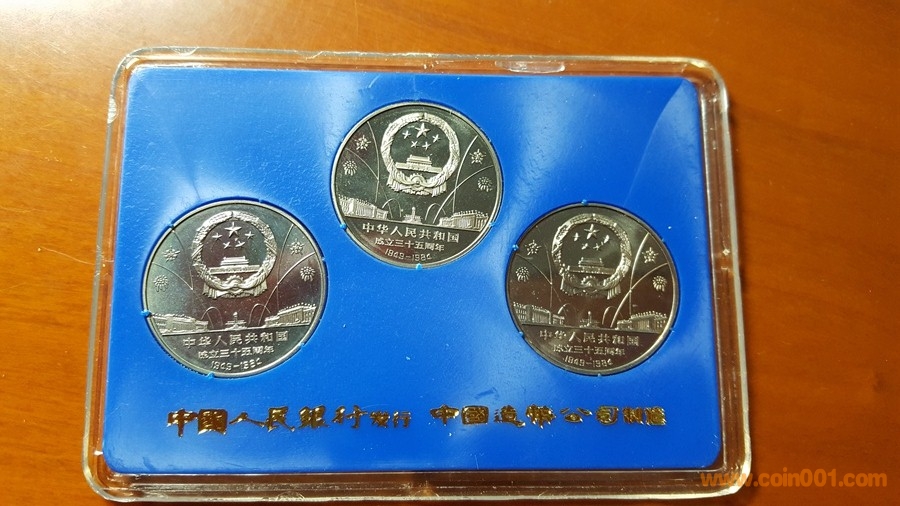 中华人民共和国
成立三十五周年
1949-1984
中华人民共和国
成立三十五周年
1949-1984
中华人民共和国
成立三十五周年
1949-1984
中國人民銀行发行 中國造幣公司制造
www.coin001.com